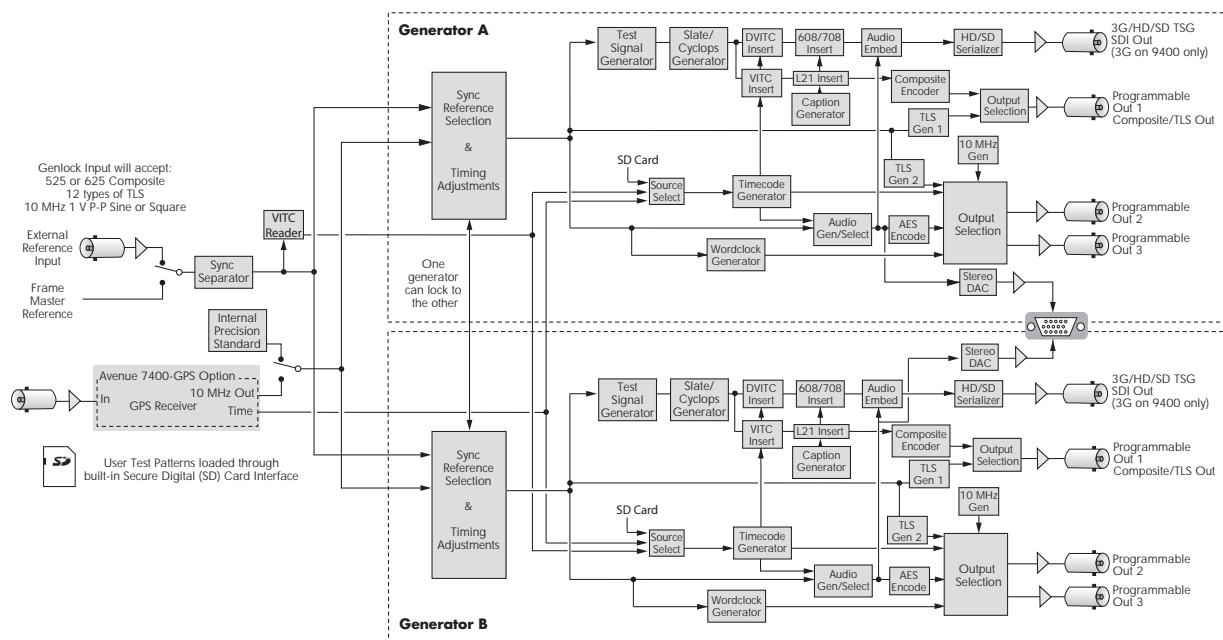 Generator A
Test
Signal
Generator
Slate/
Cyclops
Generator
DVITC
Insert
608/708
Insert
Audio
Embed
HD/SD
Serializer
3G/HD/SD TSG
SDI Out
(3G on 9400 only)
VITC
Insert
L21 Insert
Caption
Generator
Composite
Encoder
TLS
Gen 1
Output
Selection
Programmable
Out 1
Composite/TLS Out
Sync
Reference
Selection
&
Timing
Adjustments
10 MHz
Gen
TLS
Gen 2
SD Card
Source
Select
Timecode
Generator
Audio
Gen/Select
AES
Encode
Output
Selection
Programmable
Out 2
Programmable
Out 3
Wordclock
Generator
Stereo
DAC
Genlock Input will accept:
525 or 625 Composite
12 types of TLS
10 MHz 1 V P-P Sine or Square
External
Reference
Input
VITC
Reader
Sync
Separator
Frame
Master
Reference
One
generator
can lock to
the other
Internal
Precision
Standard
Avenue 7400-GPS Option
In
10 MHz Out
GPS Receiver
Time
SD
User Test Patterns loaded through
built-in Secure Digital (SD) Card Interface
Stereo
DAC
Test
Signal
Generator
Slate/
Cyclops
Generator
DVITC
Insert
608/708
Insert
Audio
Embed
HD/SD
Serializer
3G/HD/SD TSG
SDI Out
(3G on 9400 only)
VITC
Insert
L21 Insert
Caption
Generator
Composite
Encoder
TLS
Gen 1
Output
Selection
Programmable
Out 1
Composite/TLS Out
Sync
Reference
Selection
&
Timing
Adjustments
10 MHz
Gen
TLS
Gen 2
SD Card
Source
Select
Timecode
Generator
Audio
Gen/Select
AES
Encode
Output
Selection
Programmable
Out 2
Programmable
Out 3
Wordclock
Generator
Generator B